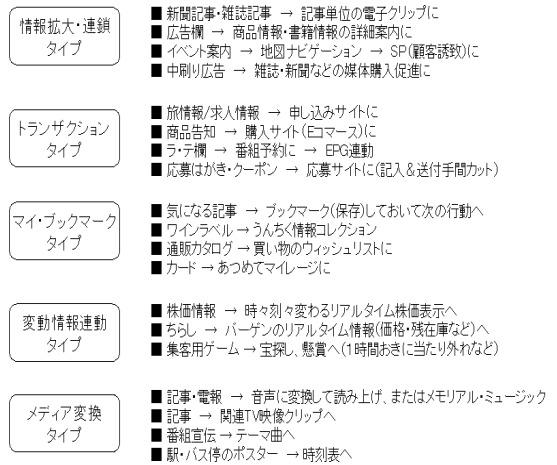 情報拡大・連鎖
タイプ
■ 新聞記事・雑誌記事 → 記事単位の電子クリップに
■ 広告欄 → 商品情報・書籍情報の詳細案内に
■ イベント案内 → 地図ナビゲーション → SP(顧客誘致)に
■ 中刷り広告 → 雑誌・新聞などの媒体購入促進に
トランザクション
タイプ
■ 旅情報/求人情報 → 申し込みサイトに
■ 商品告知 → 購入サイト(Eコマース)に
■ ラ・テ欄 → 番組予約に → EPG連動
■ 応募はがき・クーポン → 応募サイトに(記入&送付手間カット)
マイ・ブックマーク
タイプ
■ 気になる記事 → ブックマーク(保存)しておいて次の行動へ
■ ワインラベル → うんちく情報コレクション
■ 通販カタログ → 買い物のウィッシュリストに
■ カード → あつめてマイレージに
変動情報連動
タイプ
■ 株価情報 → 時々刻々変わるリアルタイム株価表示へ
■ ちらし → バーゲンのリアルタイム情報(価格・残在庫など)へ
■ 集客用ゲーム → 宝探し、懸賞へ(1時間おきに当たり外れなど)
メディア変換
タイプ
■ 記事・電報 → 音声に変換して読み上げ、またはメモリアル・ミュージック
■ 記事 → 関連TV映像クリップへ
■ 番組宣伝 → テーマ曲へ
■ 駅・バス停のポスター → 時刻表へ